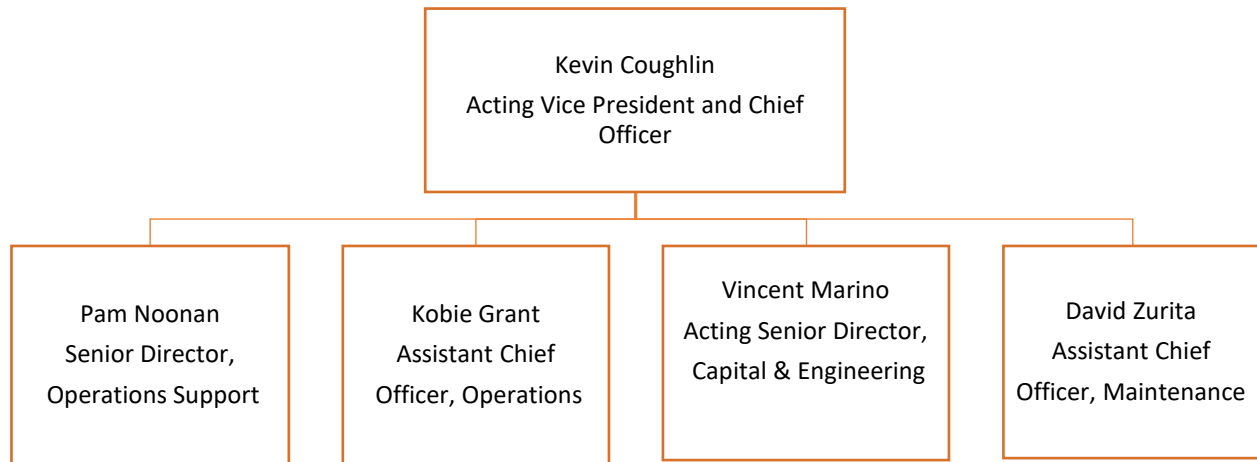 Kevin Coughlin
Acting Vice President and Chief
Officer
Pam Noonan
Senior Director,
Operations Support
Kobie Grant
Assistant Chief
Officer, Operations
Vincent Marino
Acting Senior Director,
Capital & Engineering
David Zurita
Assistant Chief
Officer, Maintenance